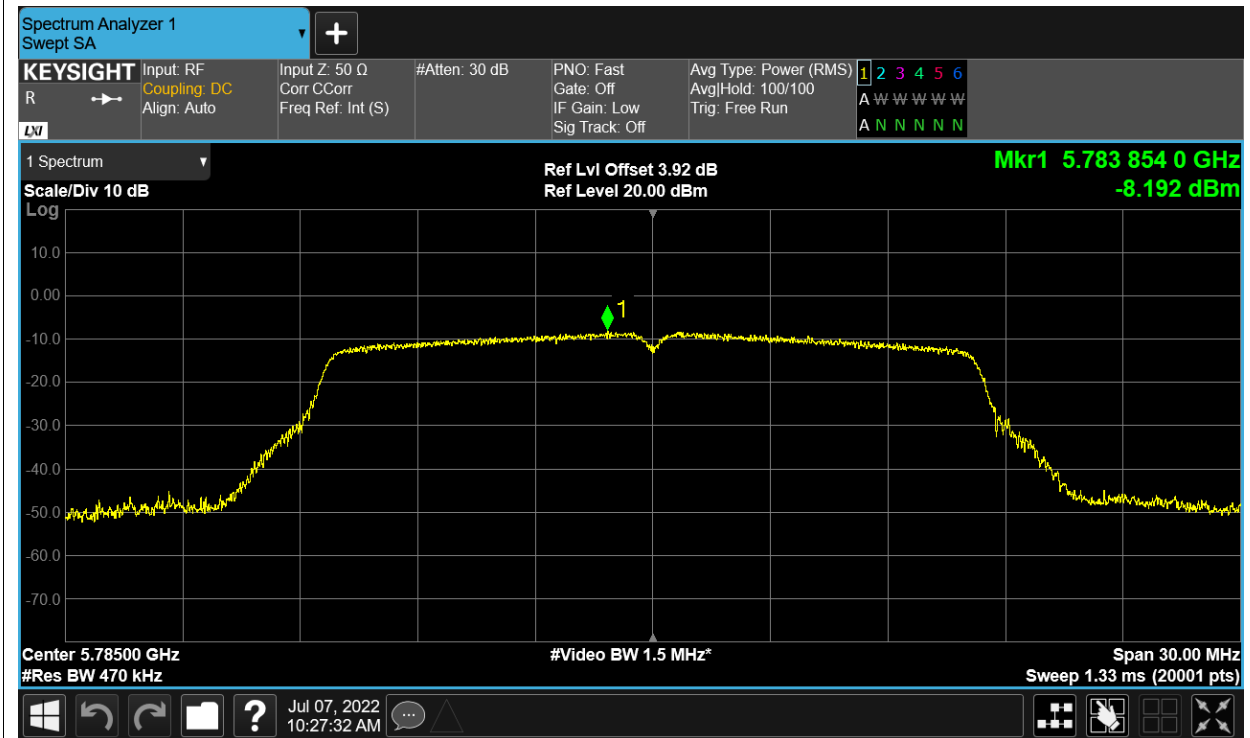 Spectrum Analyzer 1
Swept SA
KEYSIGHT
R
LXI
Input: RF
Coupling: DC
Align: Auto
Input Z: 50 Ω
Corr CCorr
Freq Ref: Int (S)
#Atten: 30 dB
PNO: Fast
Gate: Off
IF Gain: Low
Sig Track: Off
Avg Type: Power (RMS)
Avg|Hold: 100/100
Trig: Free Run
1 2 3 4 5 6
A W W W W W
A N N N N N
1 Spectrum
Scale/Div 10 dB
Ref Lvl Offset 3.92 dB
Ref Level 20.00 dBm
Mkr1 5.783 854 0 GHz
-8.192 dBm
Log
10.0
0.00
1
-10.0
-20.0
-30.0
-40.0
-50.0
-60.0
-70.0
Center 5.78500 GHz
#Res BW 470 kHz
#Video BW 1.5 MHz*
Span 30.00 MHz
Sweep 1.33 ms (20001 pts)
?
Jul 07, 2022
10:27:32 AM